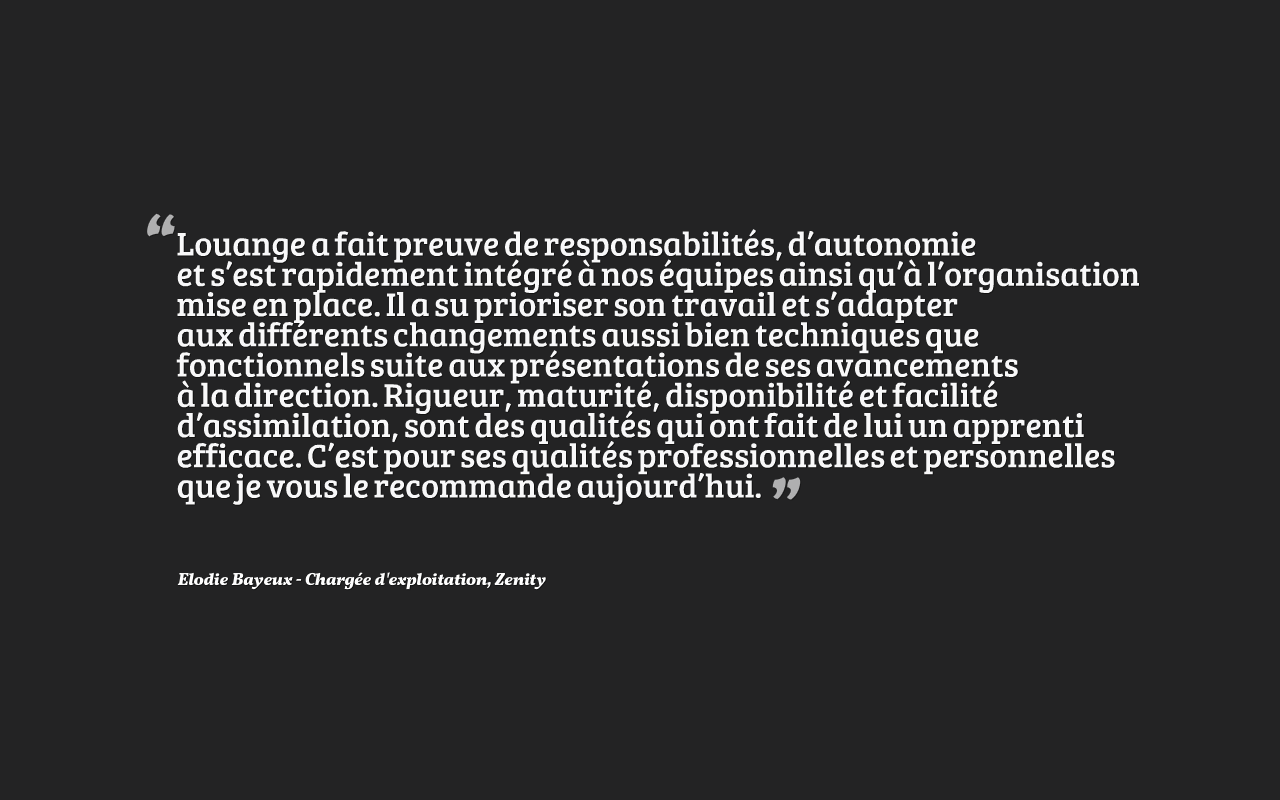 “Louange a fait preuve de responsabilités, d’autonomie
et s’est rapidement intégré à nos équipes ainsi qu’à l’organisation
mise en place. Il a su prioriser son travail et s’adapter
aux différents changements aussi bien techniques que
fonctionnels suite aux présentations de ses avancements
à la direction. Rigueur, maturité, disponibilité et facilité
d’assimilation, sont des qualités qui ont fait de lui un apprenti
efficace. C’est pour ses qualités professionnelles et personnelles
que je vous le recommande aujourd’hui. ”
Elodie Bayeux - Chargée d'exploitation, Zenity